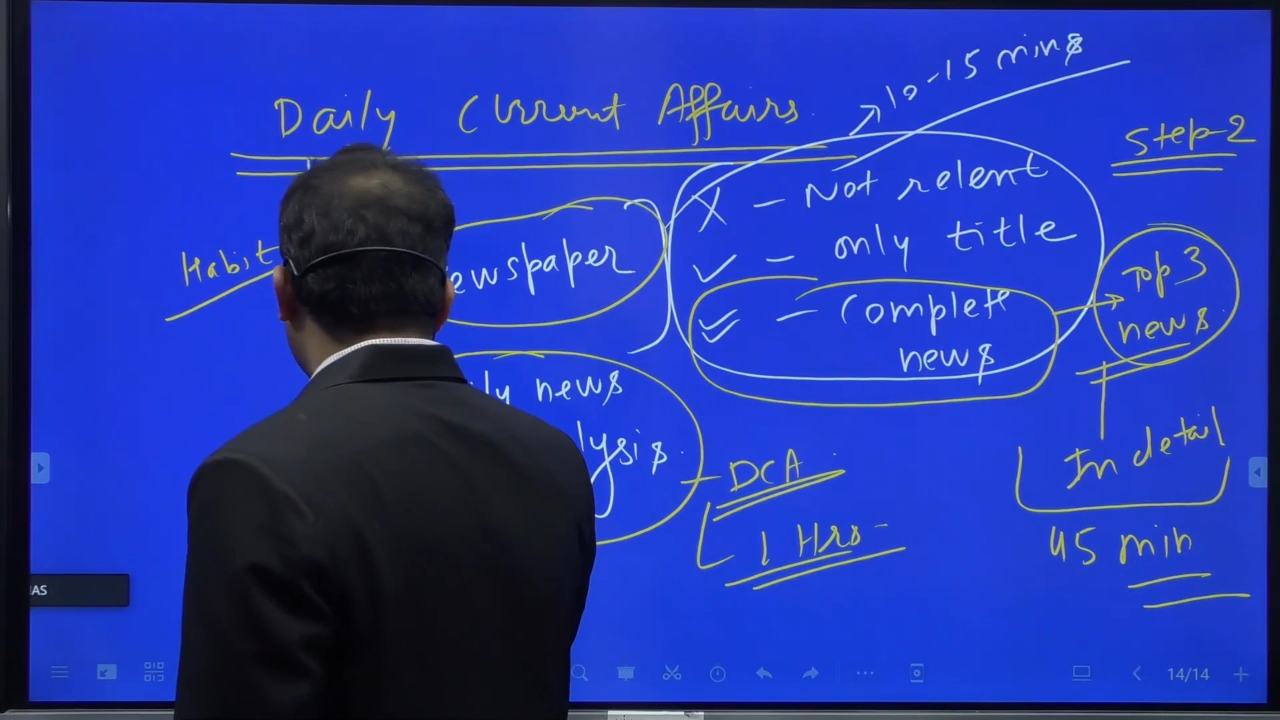 Daily Current Affairs
→ 10-15 mins
Step-2
Habit
ewspaper
X - Not relent
✓ - only title
- Complete
news
→ Top 3
news
ly news
lysis
DCA
1 Hrs
In detail
45 min
IAS
14/14